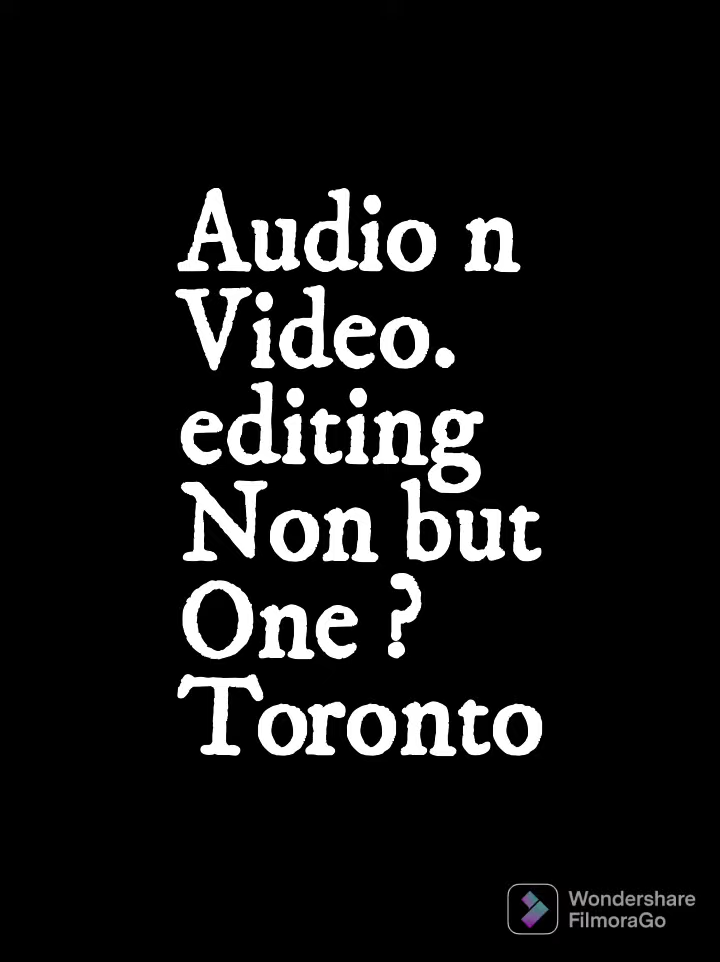 Audio n
Video.
editing
Non but
One ?
Toronto
Wondershare
FilmoraGo